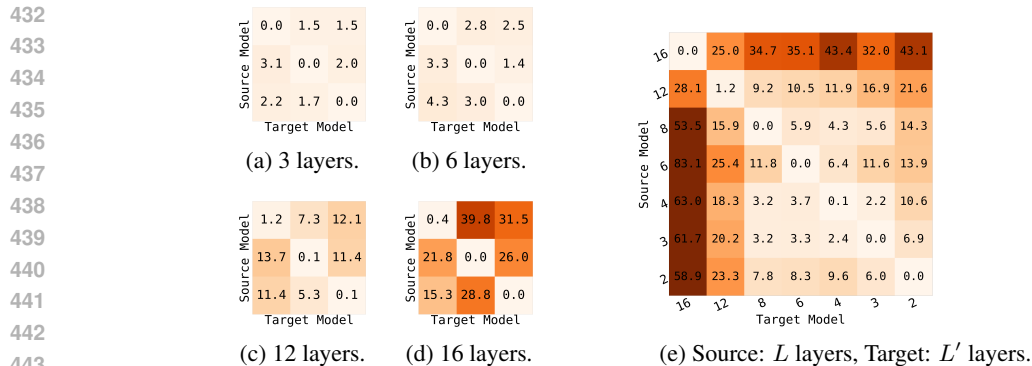 432
433
434
435
436
437
438
439
440
441
442
443
Source Model
0.0 1.5 1.5
3.1 0.0 2.0
2.2 1.7 0.0
Target Model
(a) 3 layers.
Source Model
0.0 2.8 2.5
3.3 0.0 1.4
4.3 3.0 0.0
Target Model
(b) 6 layers.
Source Model
1.2 7.3 12.1
13.7 0.1 11.4
11.4 5.3 0.1
Target Model
(c) 12 layers.
Source Model
0.4 39.8 31.5
21.8 0.0 26.0
15.3 28.8 0.0
Target Model
(d) 16 layers.
Source Model
16 0.0 25.0 34.7 35.1 43.4 32.0 43.1
12 28.1 1.2 9.2 10.5 11.9 16.9 21.6
8 53.5 15.9 0.0 5.9 4.3 5.6 14.3
6 83.1 25.4 11.8 0.0 6.4 11.6 13.9
4 63.0 18.3 3.2 3.7 0.1 2.2 10.6
3 61.7 20.2 3.2 3.3 2.4 0.0 6.9
2 58.9 23.3 7.8 8.3 9.6 6.0 0.0
16 12 8 6 4 3 2
Target Model
(e) Source: L layers, Target: L′ layers.